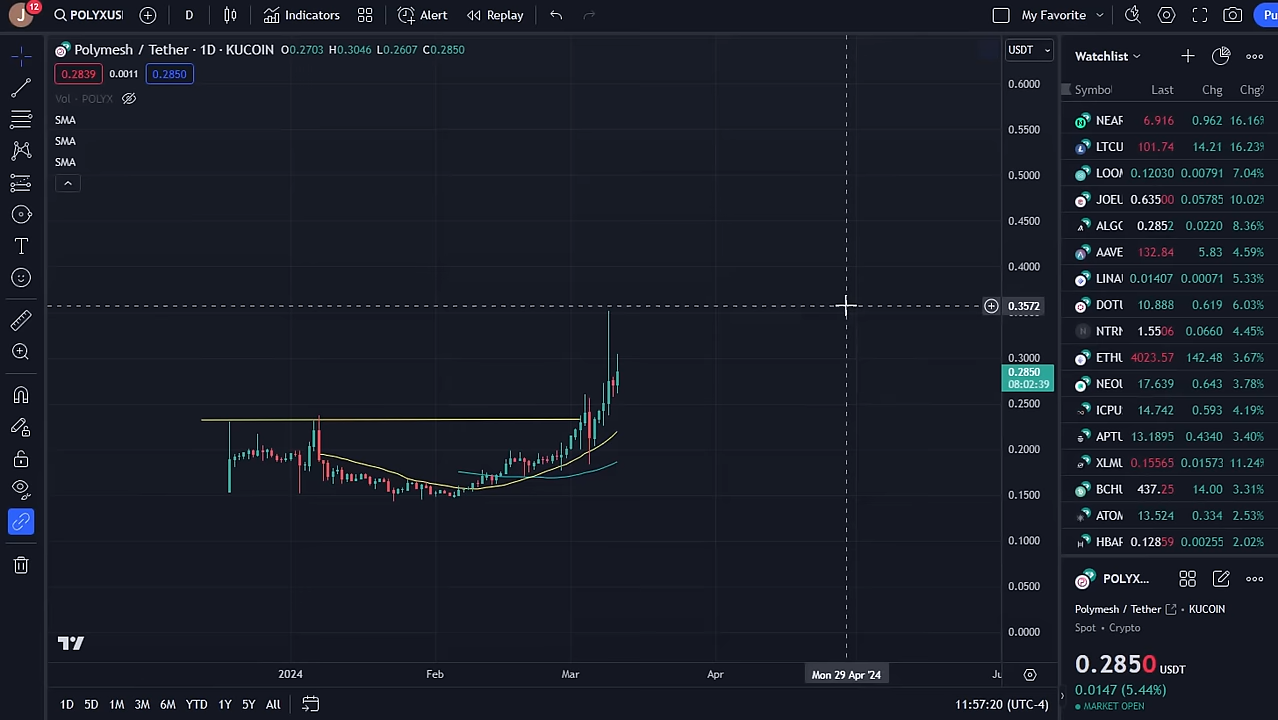 J 12 POLYXUS D Indicators Alert Replay My Favorite Pu
Polymesh / Tether · 1D · KUCOIN O0.2703 H0.3046 L0.2607 C0.2850
0.2839 0.0011 0.2850
Vol · POLYX
SMA
SMA
SMA
USDT
0.6000
0.5500
0.5000
0.4500
0.4000
0.3572
0.3000
0.2850
08:02:39
0.2500
0.2000
0.1500
0.1000
0.0500
0.0000
2024 Feb Mar Apr Mon 29 Apr '24
1D 5D 1M 3M 6M YTD 1Y 5Y All 11:57:20 (UTC-4)
Watchlist
Symbol Last Chg Chg%
NEAR 6.916 0.962 16.16%
LTCU 101.74 14.21 16.23%
LOOM 0.12030 0.00791 7.04%
JOEU 0.63500 0.05785 10.02%
ALGO 0.2852 0.0220 8.36%
AAVE 132.84 5.83 4.59%
LINA 0.01407 0.00071 5.33%
DOTU 10.888 0.619 6.03%
NTRN 1.5506 0.0660 4.45%
ETHU 4023.57 142.48 3.67%
NEOU 17.639 0.643 3.78%
ICPU 14.742 0.593 4.19%
APTU 13.1895 0.4340 3.40%
XLMU 0.15565 0.01573 11.24%
BCHU 437.25 14.00 3.31%
ATOM 13.524 0.334 2.53%
HBAR 0.12859 0.00255 2.02%
POLYX...
Polymesh / Tether · KUCOIN
Spot · Crypto
0.2850 USDT
0.0147 (5.44%)
MARKET OPEN